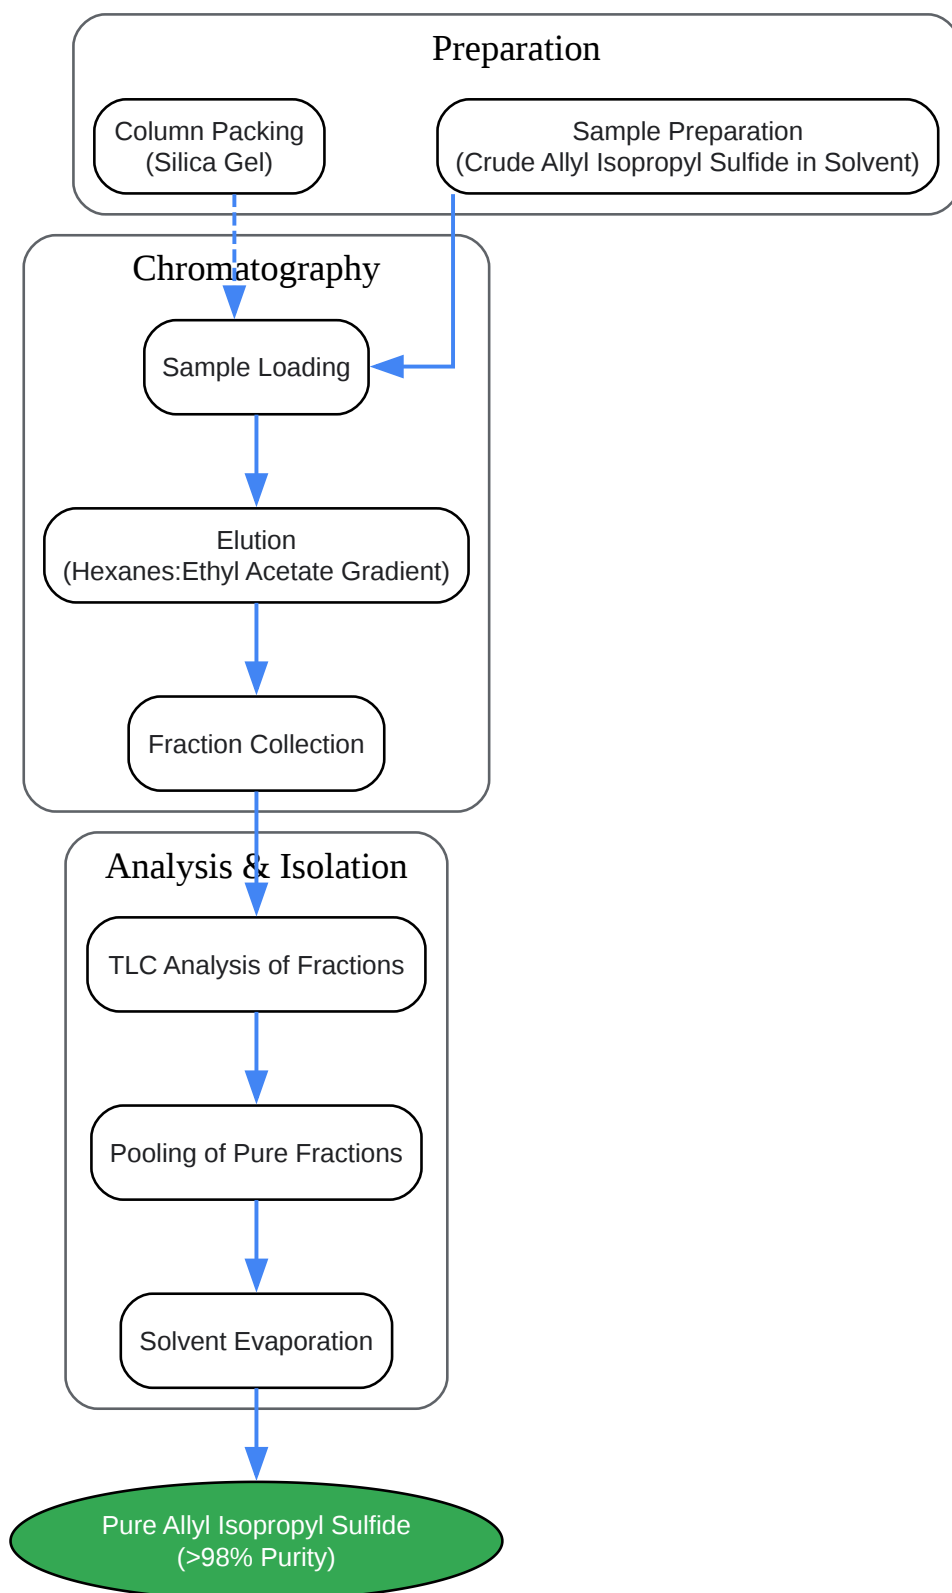 Preparation
Column Packing
(Silica Gel)
Sample Preparation
(Crude Allyl Isopropyl Sulfide in Solvent)
Chromatography
Sample Loading
Elution
(Hexanes:Ethyl Acetate Gradient)
Fraction Collection
Analysis & Isolation
TLC Analysis of Fractions
Pooling of Pure Fractions
Solvent Evaporation
Pure Allyl Isopropyl Sulfide
(>98% Purity)